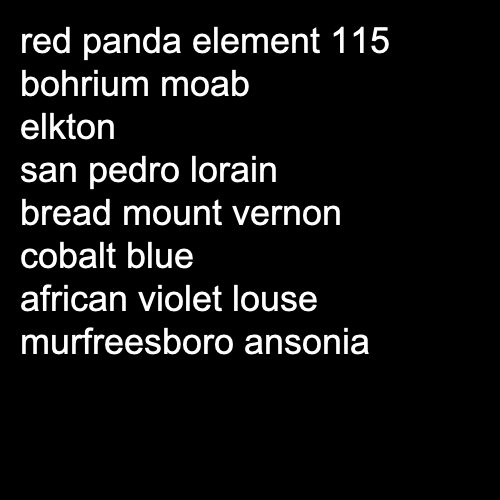 red panda element 115
bohrium moab
elkton
san pedro lorain
bread mount vernon
cobalt blue
african violet louse
murfreesboro ansonia